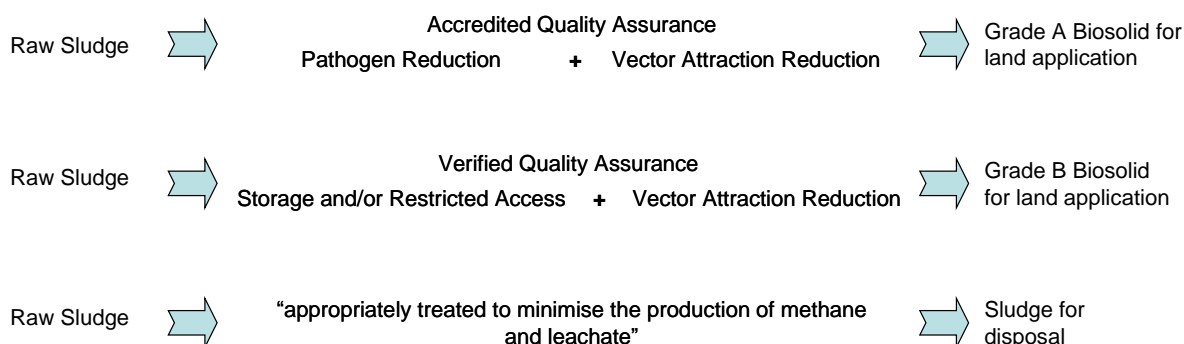 Raw Sludge
Accredited Quality Assurance
Pathogen Reduction + Vector Attraction Reduction
Grade A Biosolid for
land application
Raw Sludge
Verified Quality Assurance
Storage and/or Restricted Access + Vector Attraction Reduction
Grade B Biosolid
for land application
Raw Sludge
“appropriately treated to minimise the production of methane
and leachate”
Sludge for
disposal